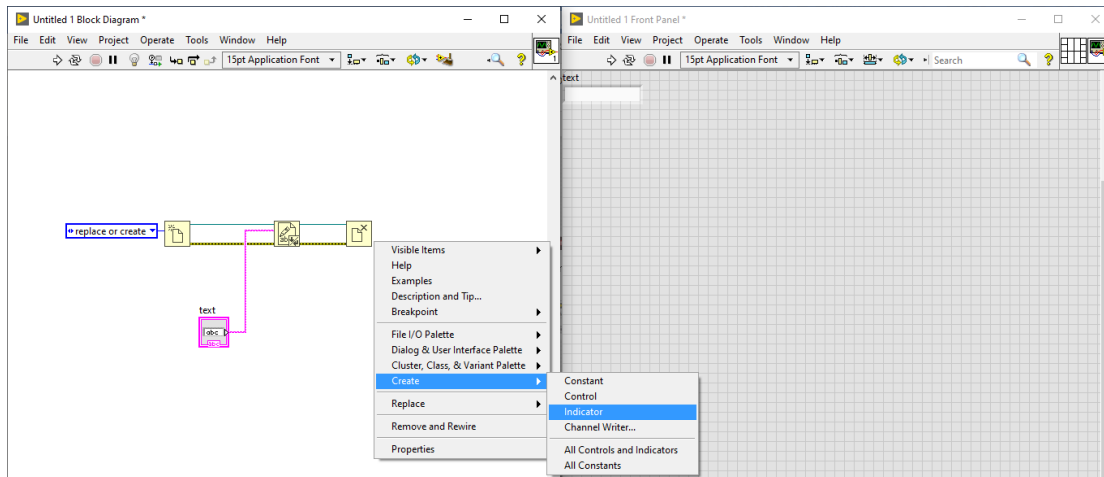 Untitled 1 Block Diagram *
File Edit View Project Operate Tools Window Help
15pt Application Font
replace or create
text
abc
abc
Visible Items
Help
Examples
Description and Tip...
Breakpoint
File I/O Palette
Dialog & User Interface Palette
Cluster, Class, & Variant Palette
Create
Replace
Remove and Rewire
Properties
Constant
Control
Indicator
Channel Writer...
All Controls and Indicators
All Constants
Untitled 1 Front Panel *
File Edit View Project Operate Tools Window Help
15pt Application Font
Search
text